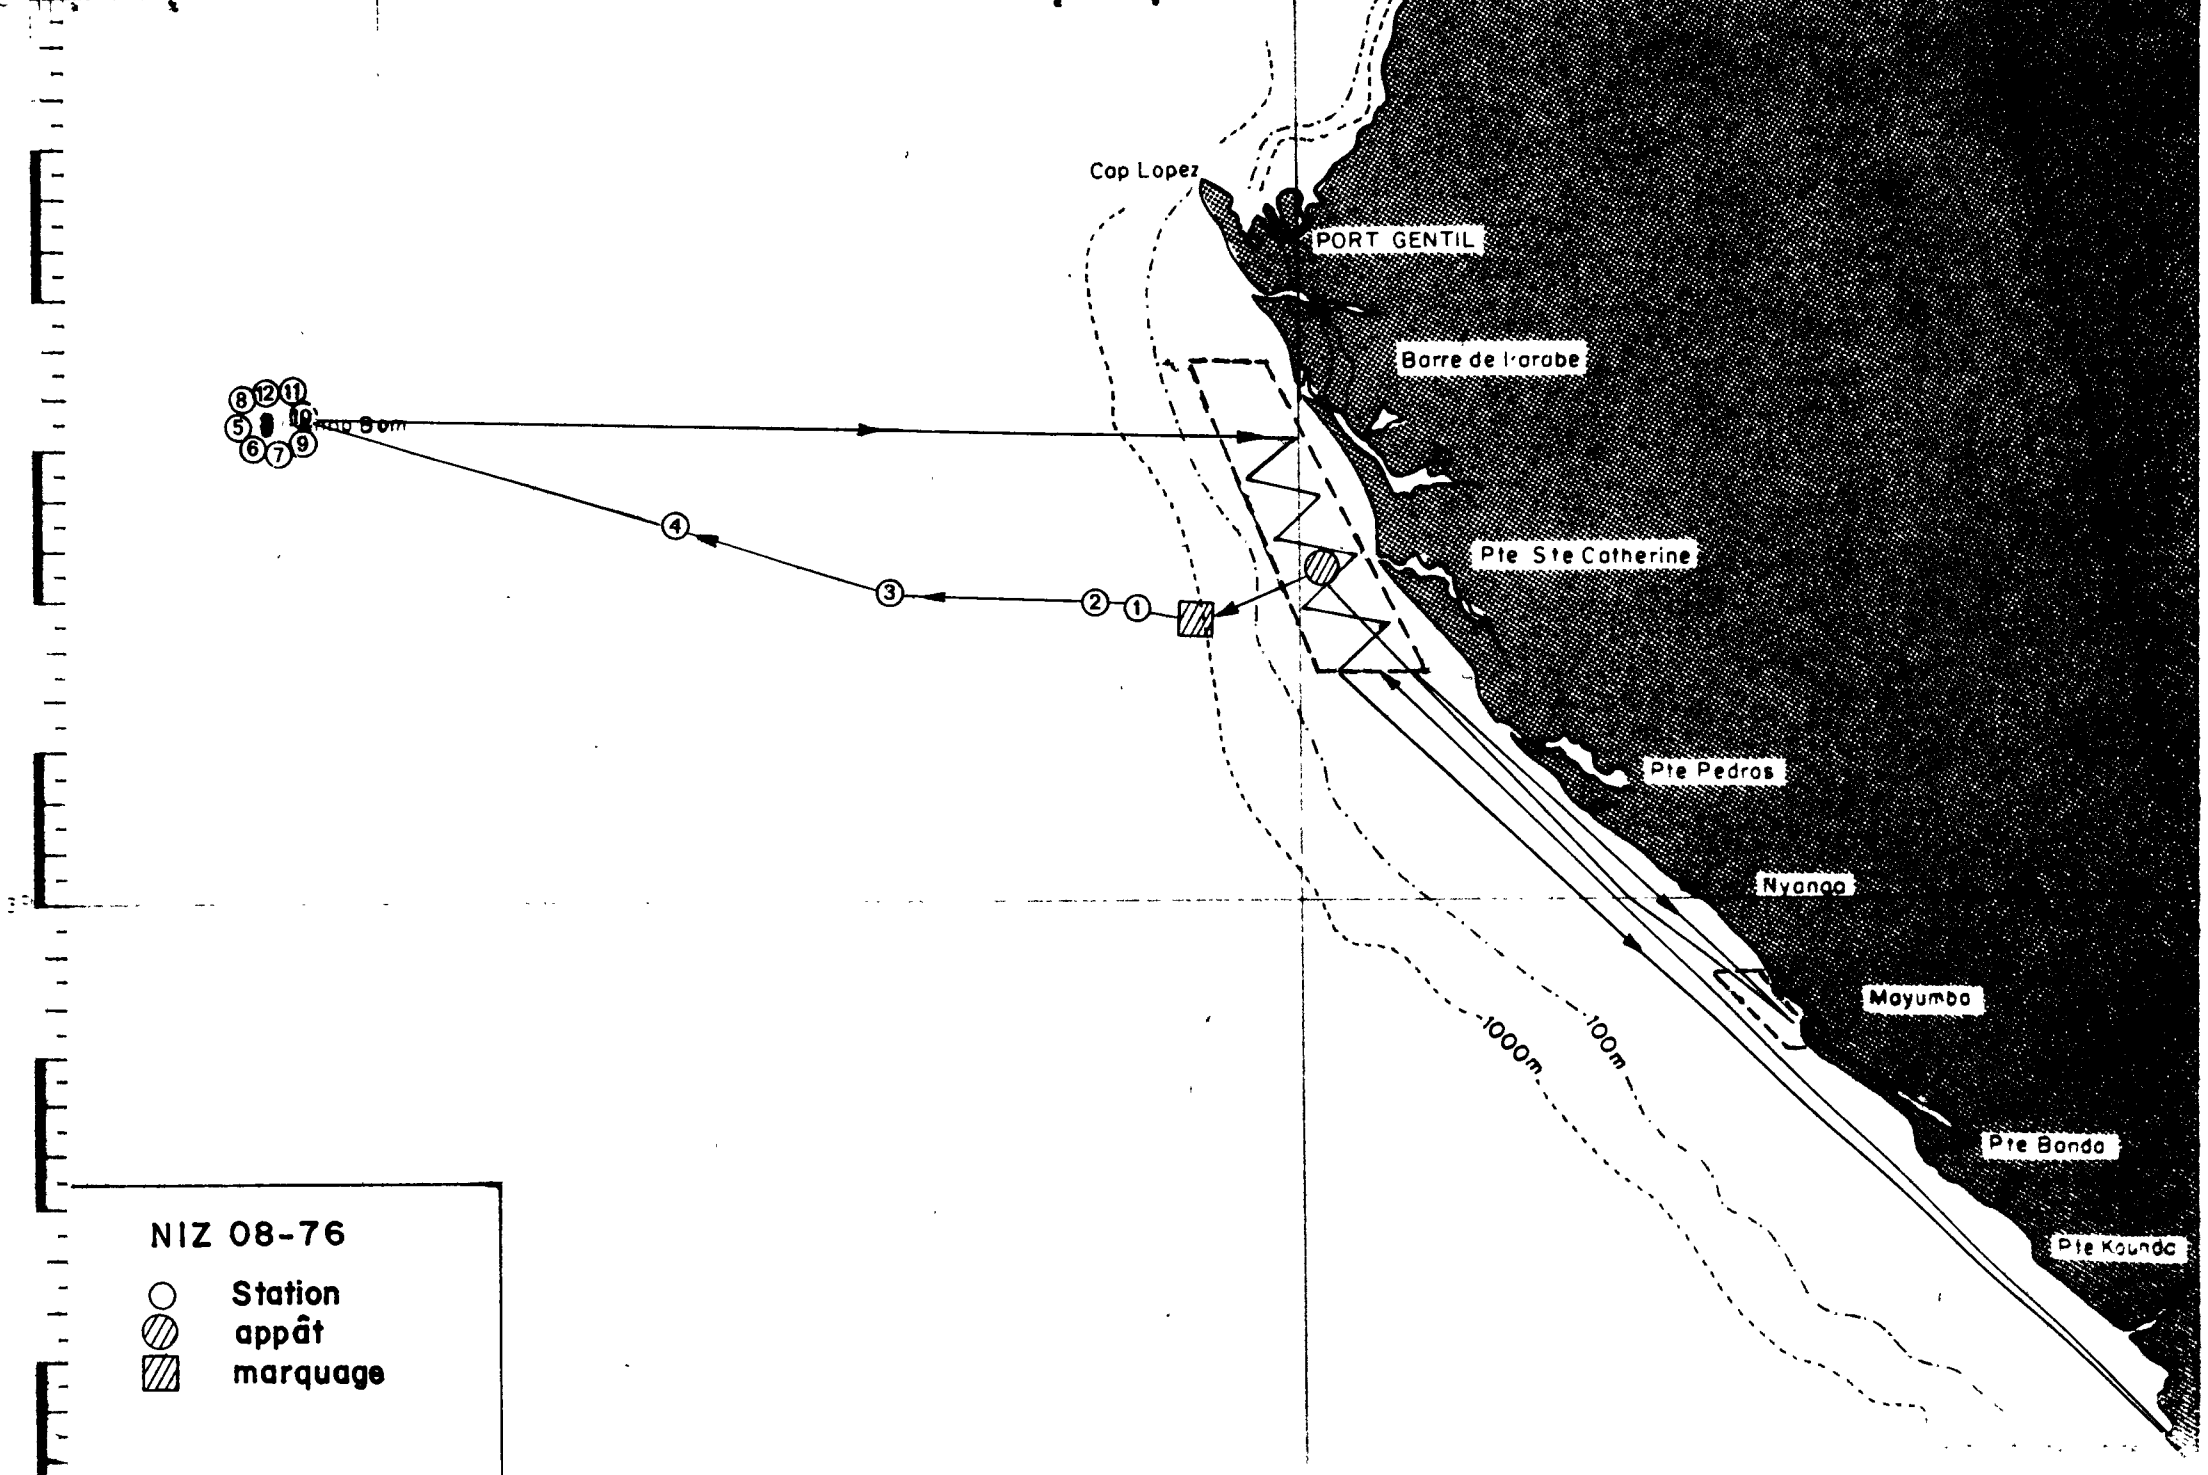 Cap Lopez
PORT GENTIL
Barre de l'arabe
8
12
11
10
5
6
7
9
4
Pte Ste Catherine
3
2
1
Pte Pedras
Nyanga
Mayumba
1000m
100m
Pte Banda
Pte Kounda
NIZ 08-76
Station
appât
marquage